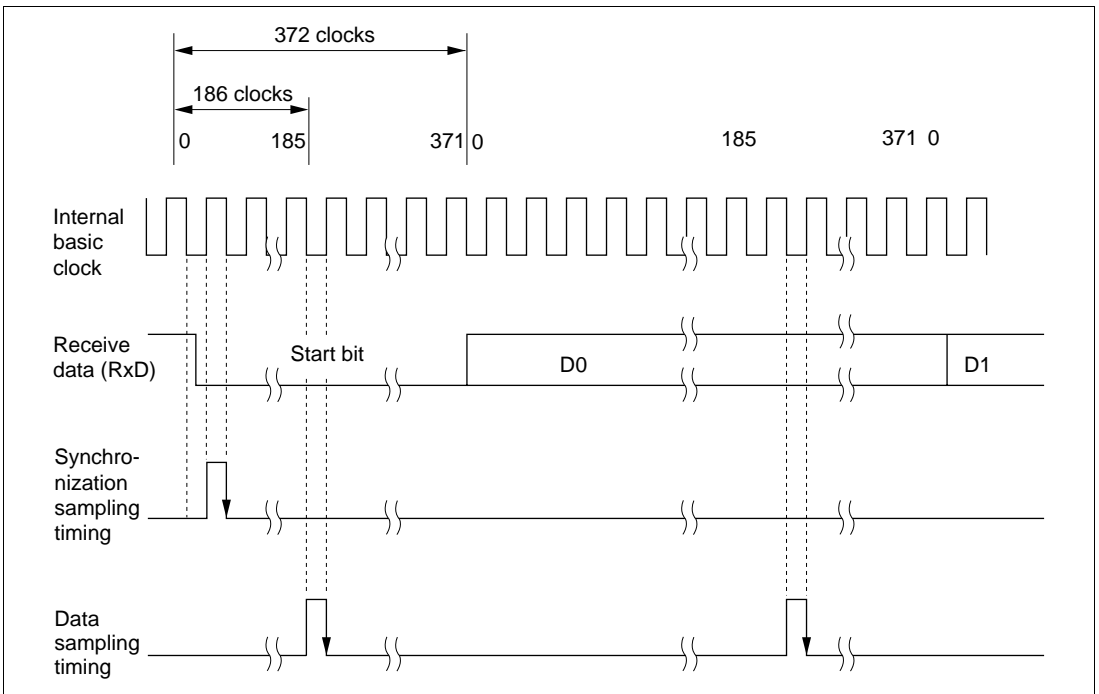 372 clocks
186 clocks
0 185 371 0 185 371 0
Internal
basic
clock
Receive
data (RxD)
Start bit D0 D1
Synchro-
nization
sampling
timing
Data
sampling
timing